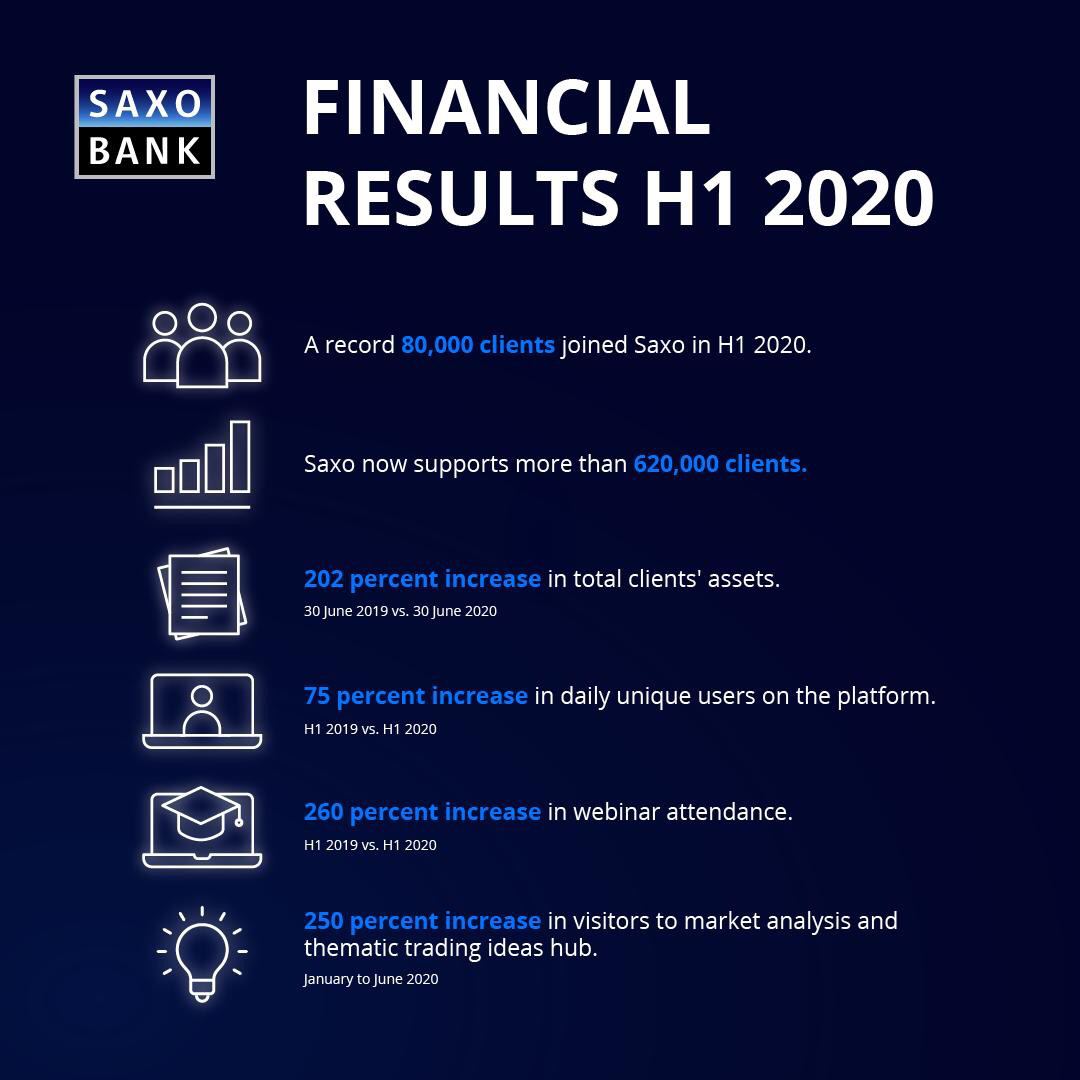 SAXO
BANK
FINANCIAL
RESULTS H1 2020
A record 80,000 clients joined Saxo in H1 2020.
Saxo now supports more than 620,000 clients.
202 percent increase in total clients' assets.
30 June 2019 vs. 30 June 2020
75 percent increase in daily unique users on the platform.
H1 2019 vs. H1 2020
260 percent increase in webinar attendance.
H1 2019 vs. H1 2020
250 percent increase in visitors to market analysis and
thematic trading ideas hub.
January to June 2020